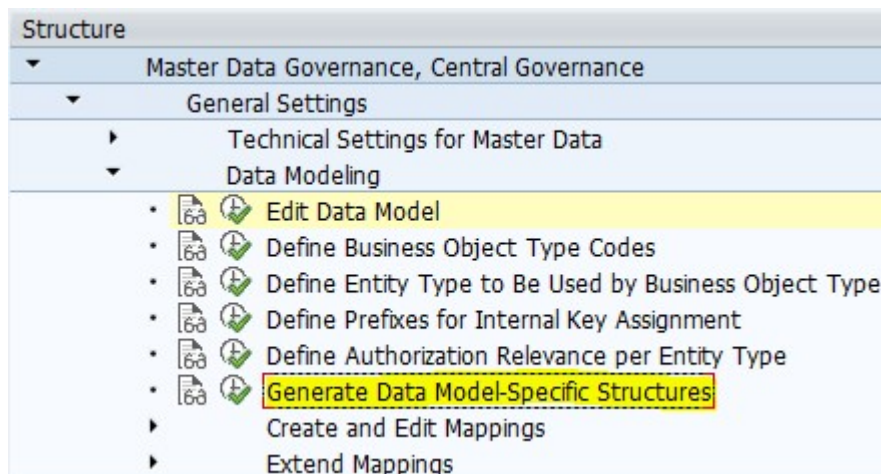 Structure
Master Data Governance, Central Governance
General Settings
Technical Settings for Master Data
Data Modeling
Edit Data Model
Define Business Object Type Codes
Define Entity Type to Be Used by Business Object Type
Define Prefixes for Internal Key Assignment
Define Authorization Relevance per Entity Type
Generate Data Model-Specific Structures
Create and Edit Mappings
Extend Mappings